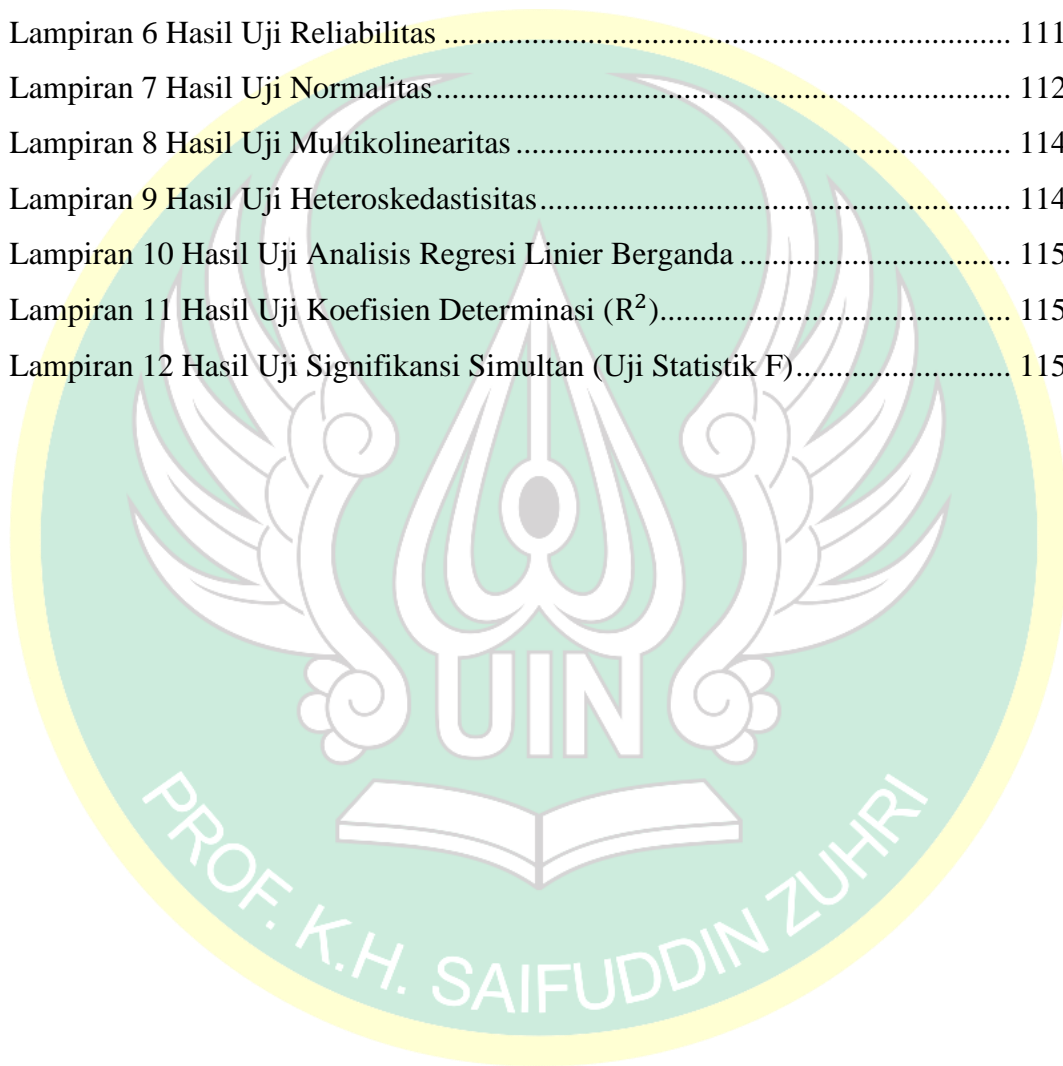 Lampiran 6 Hasil Uji Reliabilitas ........................................................................................ 111
Lampiran 7 Hasil Uji Normalitas ........................................................................................ 112
Lampiran 8 Hasil Uji Multikolinearitas ............................................................................. 114
Lampiran 9 Hasil Uji Heteroskedastisitas ......................................................................... 114
Lampiran 10 Hasil Uji Analisis Regresi Linier Berganda .......................................... 115
Lampiran 11 Hasil Uji Koefisien Determinasi (R²) ...................................................... 115
Lampiran 12 Hasil Uji Signifikansi Simultan (Uji Statistik F) ................................. 115
UIN
PROF. K.H. SAIFUDDIN ZUHRI